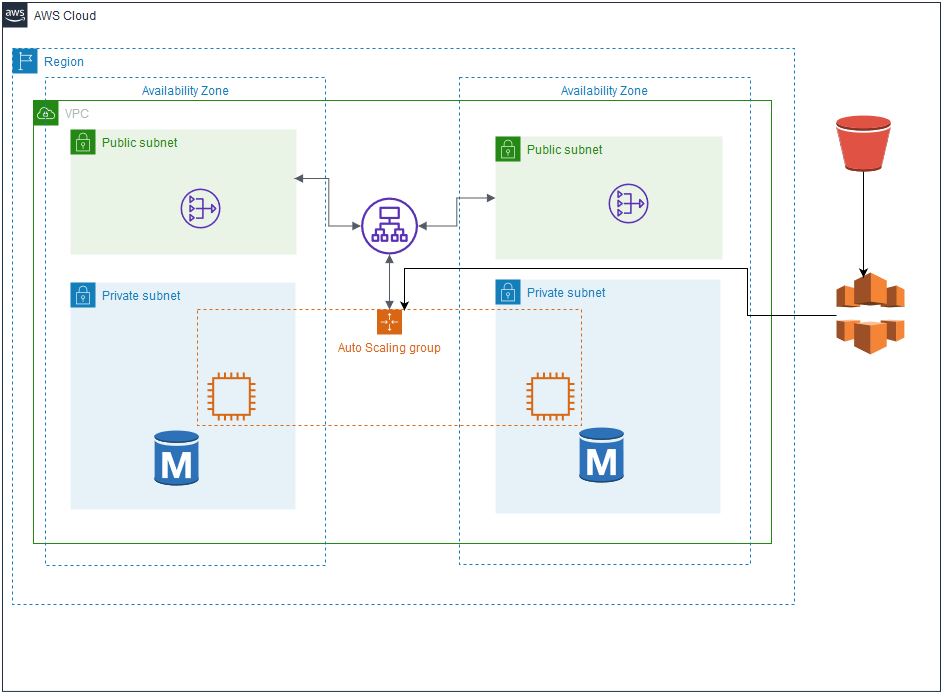 aws
AWS Cloud
Region
Availability Zone
Availability Zone
VPC
Public subnet
Public subnet
Private subnet
Private subnet
Auto Scaling group
M
M